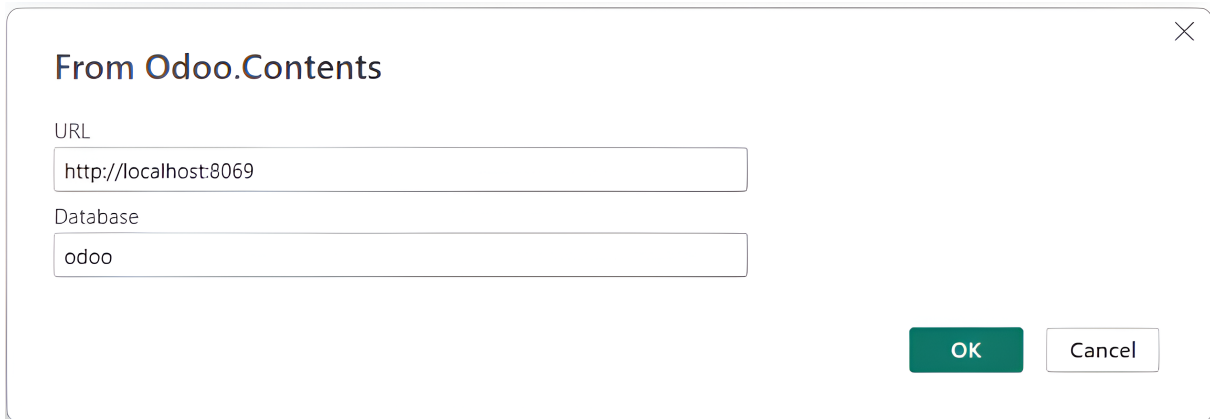 From Odoo.Contents
URL
http://localhost:8069
Database
odoo
OK Cancel